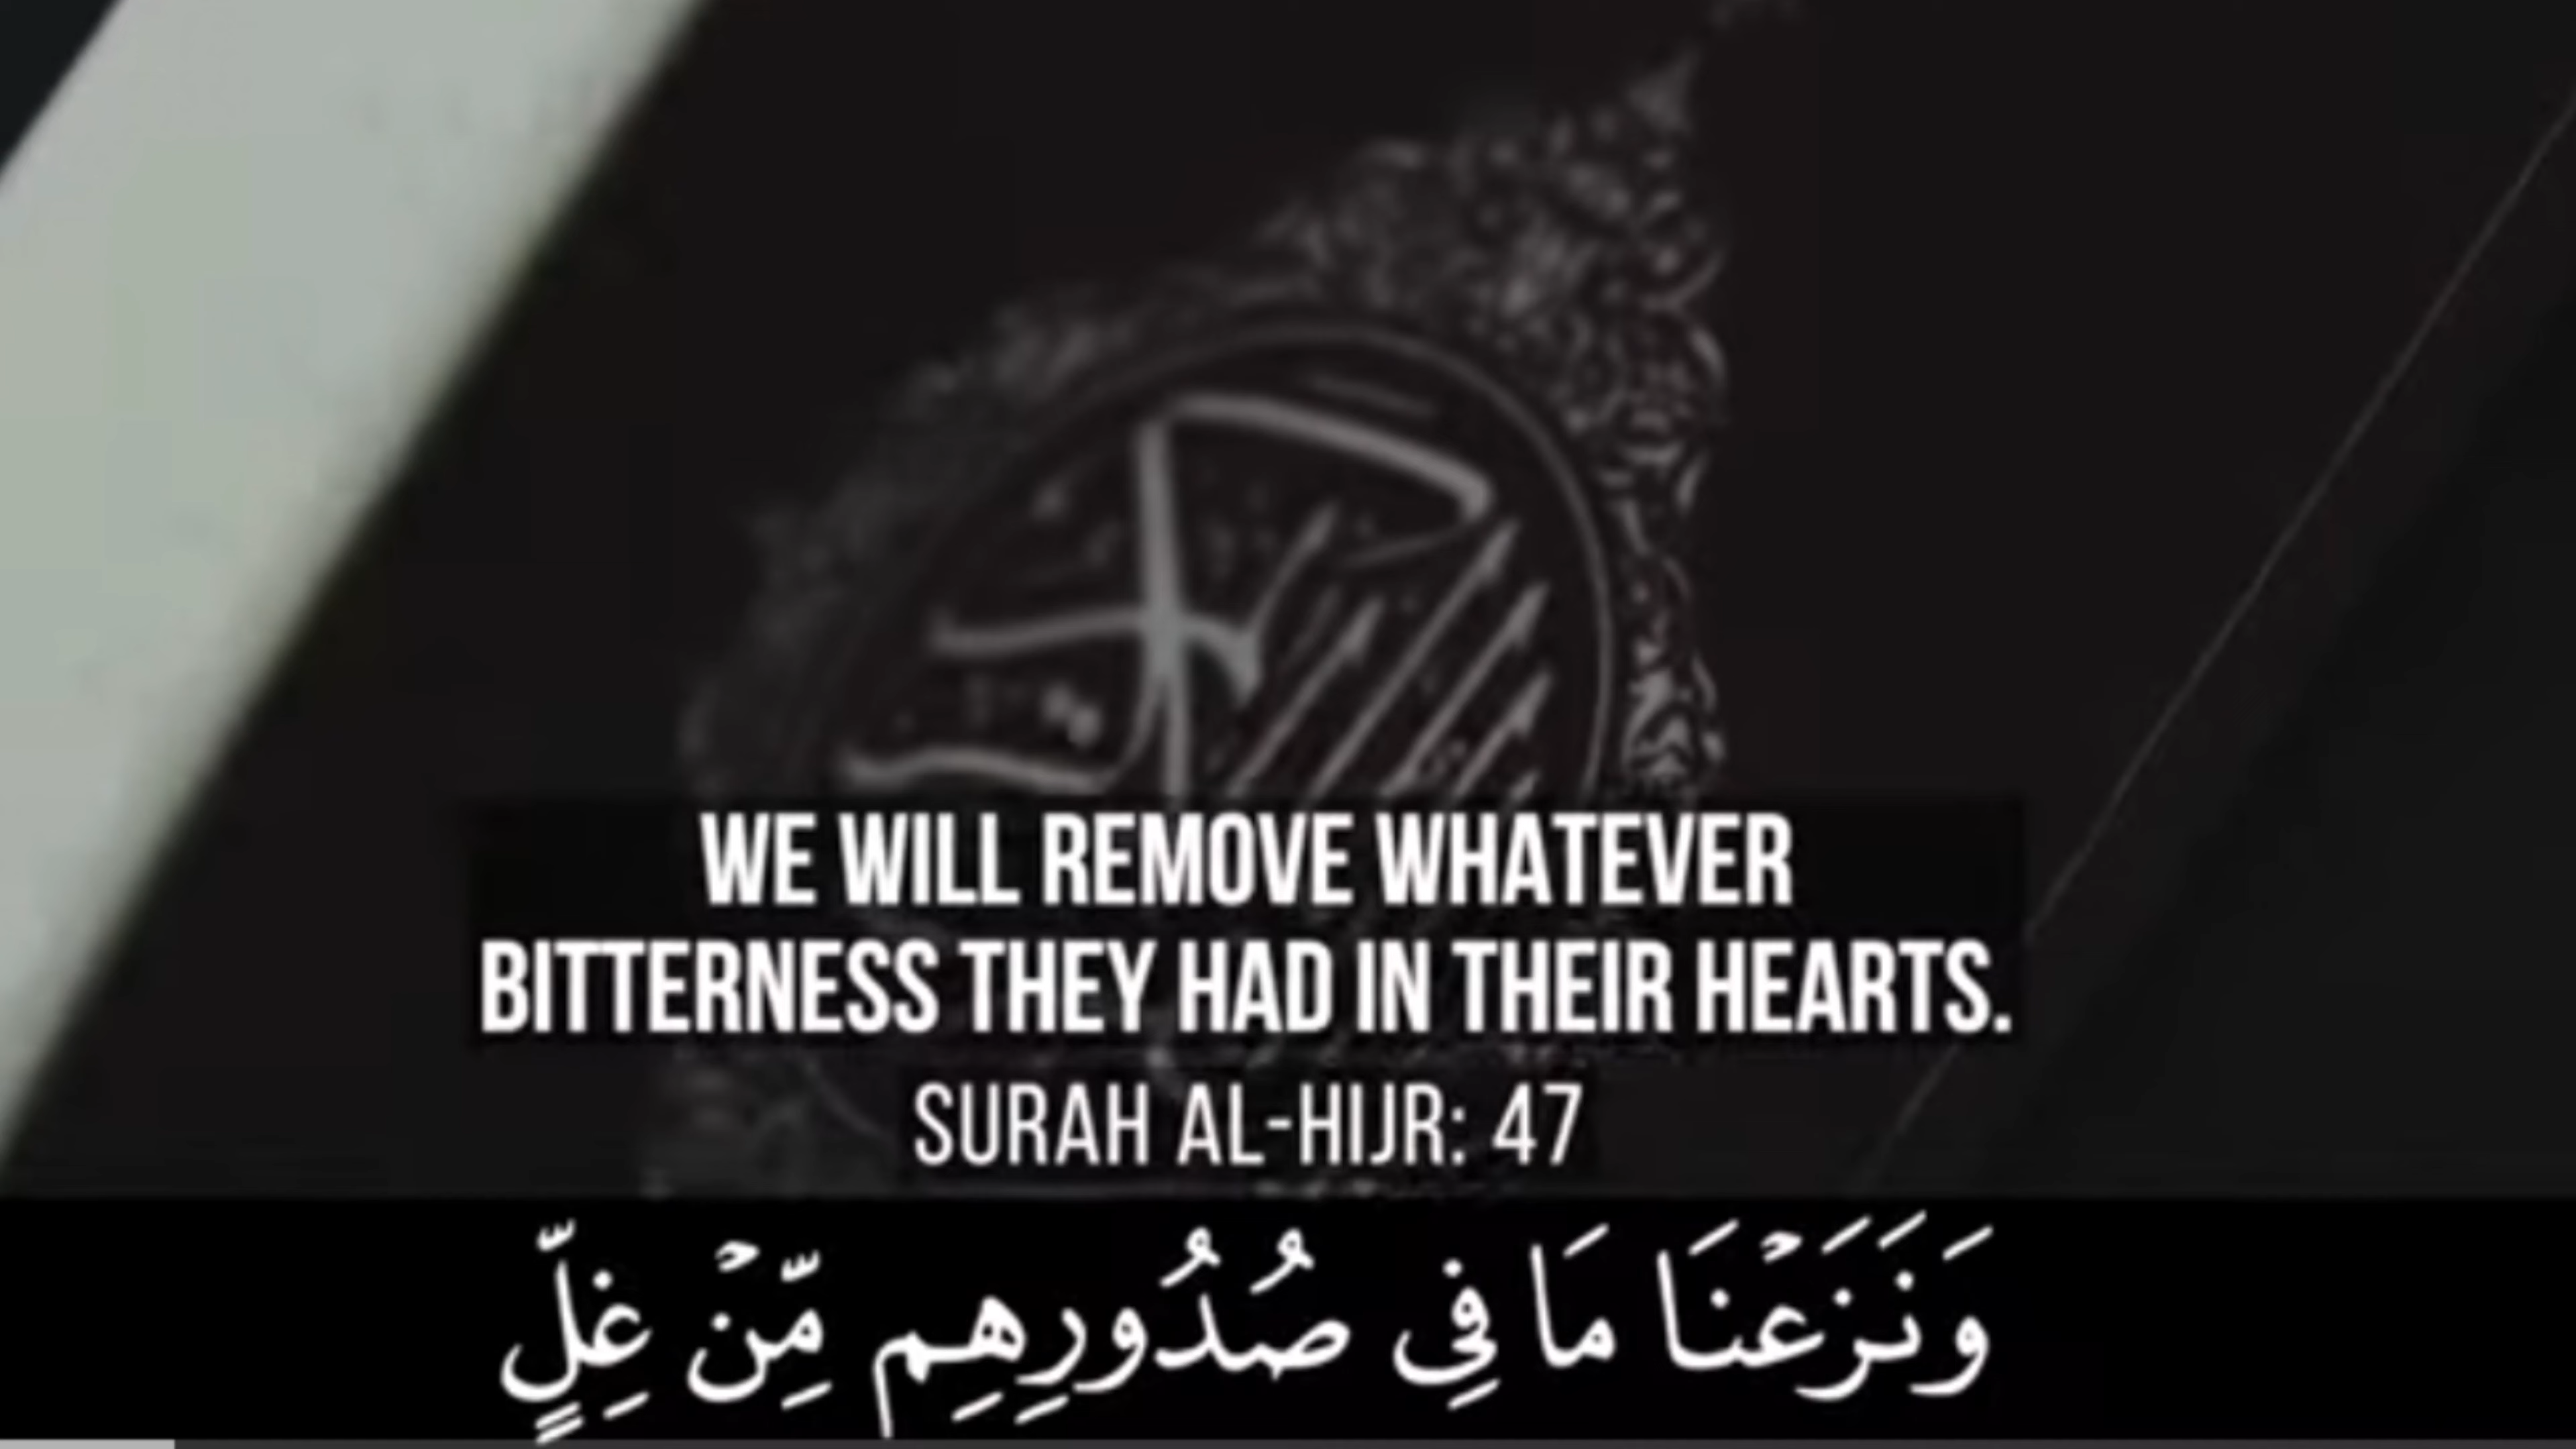 WE WILL REMOVE WHATEVER
BITTERNESS THEY HAD IN THEIR HEARTS.
SURAH AL-HIJR: 47
وَنَزَعْنَا مَا فِي صُدُورِهِم مِّنْ غِلٍّ